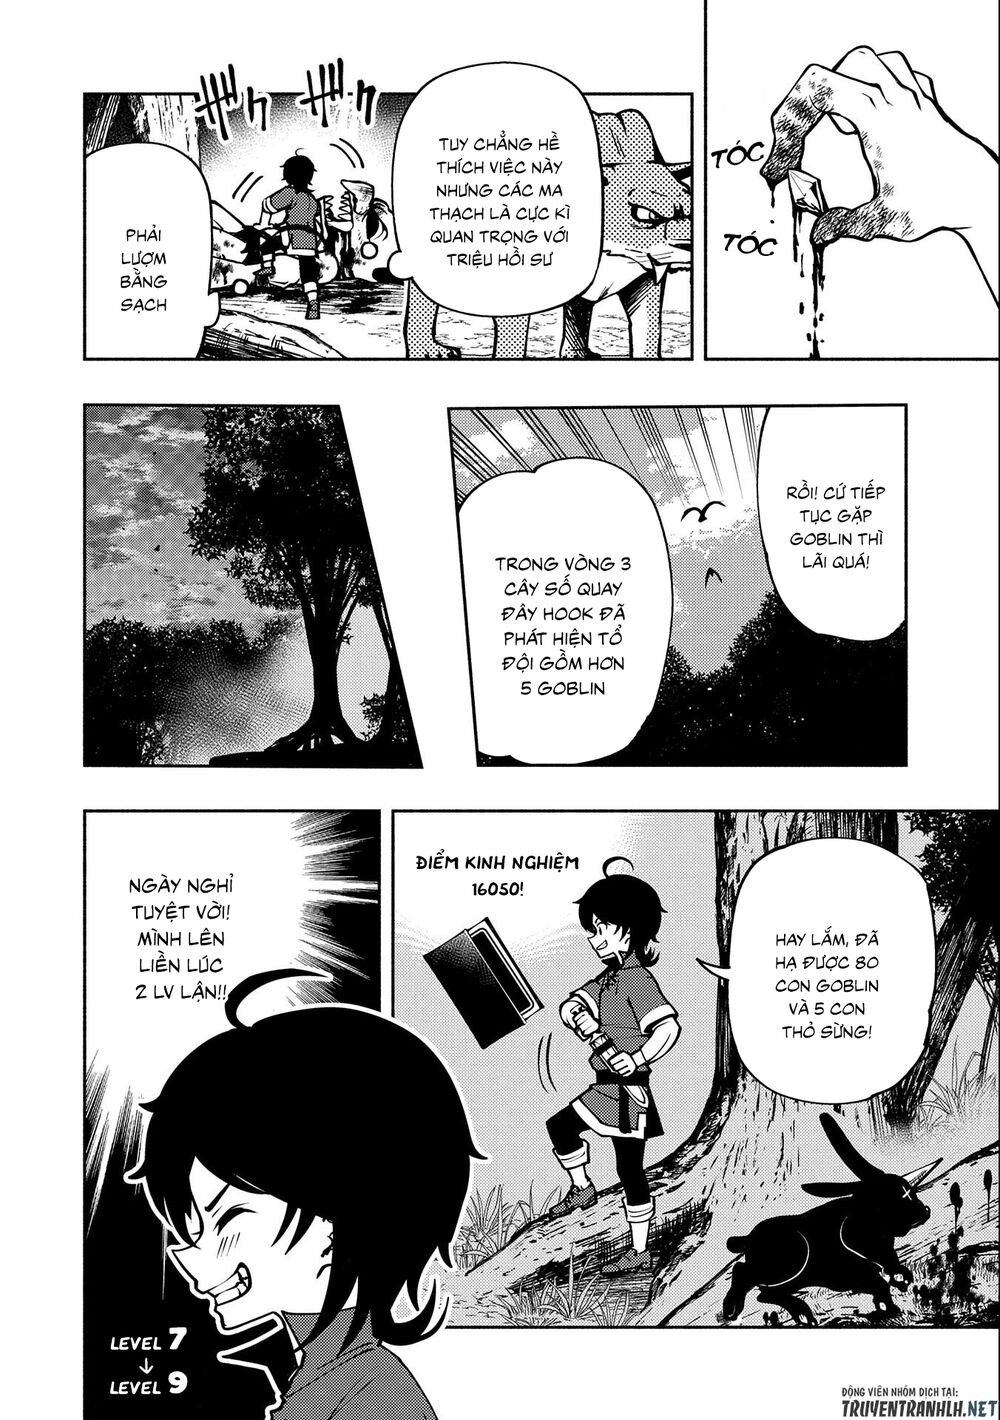 TÓC
TÓC
TUY CHẲNG HỀ
THÍCH VIỆC NÀY
NHƯNG CÁC MA
THẠCH LÀ CỰC KÌ
QUAN TRỌNG VỚI
TRIỆU HỒI SƯ
ザク
ザク
PHẢI
LƯỢM
BẰNG
SẠCH
RỒI! CỨ TIẾP
TỤC GẶP
GOBLIN THÌ
LÃI QUÁ!
TRONG VÒNG 3
CÂY SỐ QUAY
ĐÂY HOOK ĐÃ
PHÁT HIỆN TỔ
ĐỘI GỒM HƠN
5 GOBLIN
HAY LẮM, ĐÃ
HẠ ĐƯỢC 80
CON GOBLIN
VÀ 5 CON
THỎ SỪNG!
ĐIỂM KINH NGHIỆM
16050!
NGÀY NGHỈ
TUYỆT VỜI!
MÌNH LÊN
LIỀN LÚC
2 LV LẬN!!
LEVEL 7
↓
LEVEL 9
ĐỘNG VIÊN NHÓM DỊCH TẠI:
TRUYENTRANHLH.NET